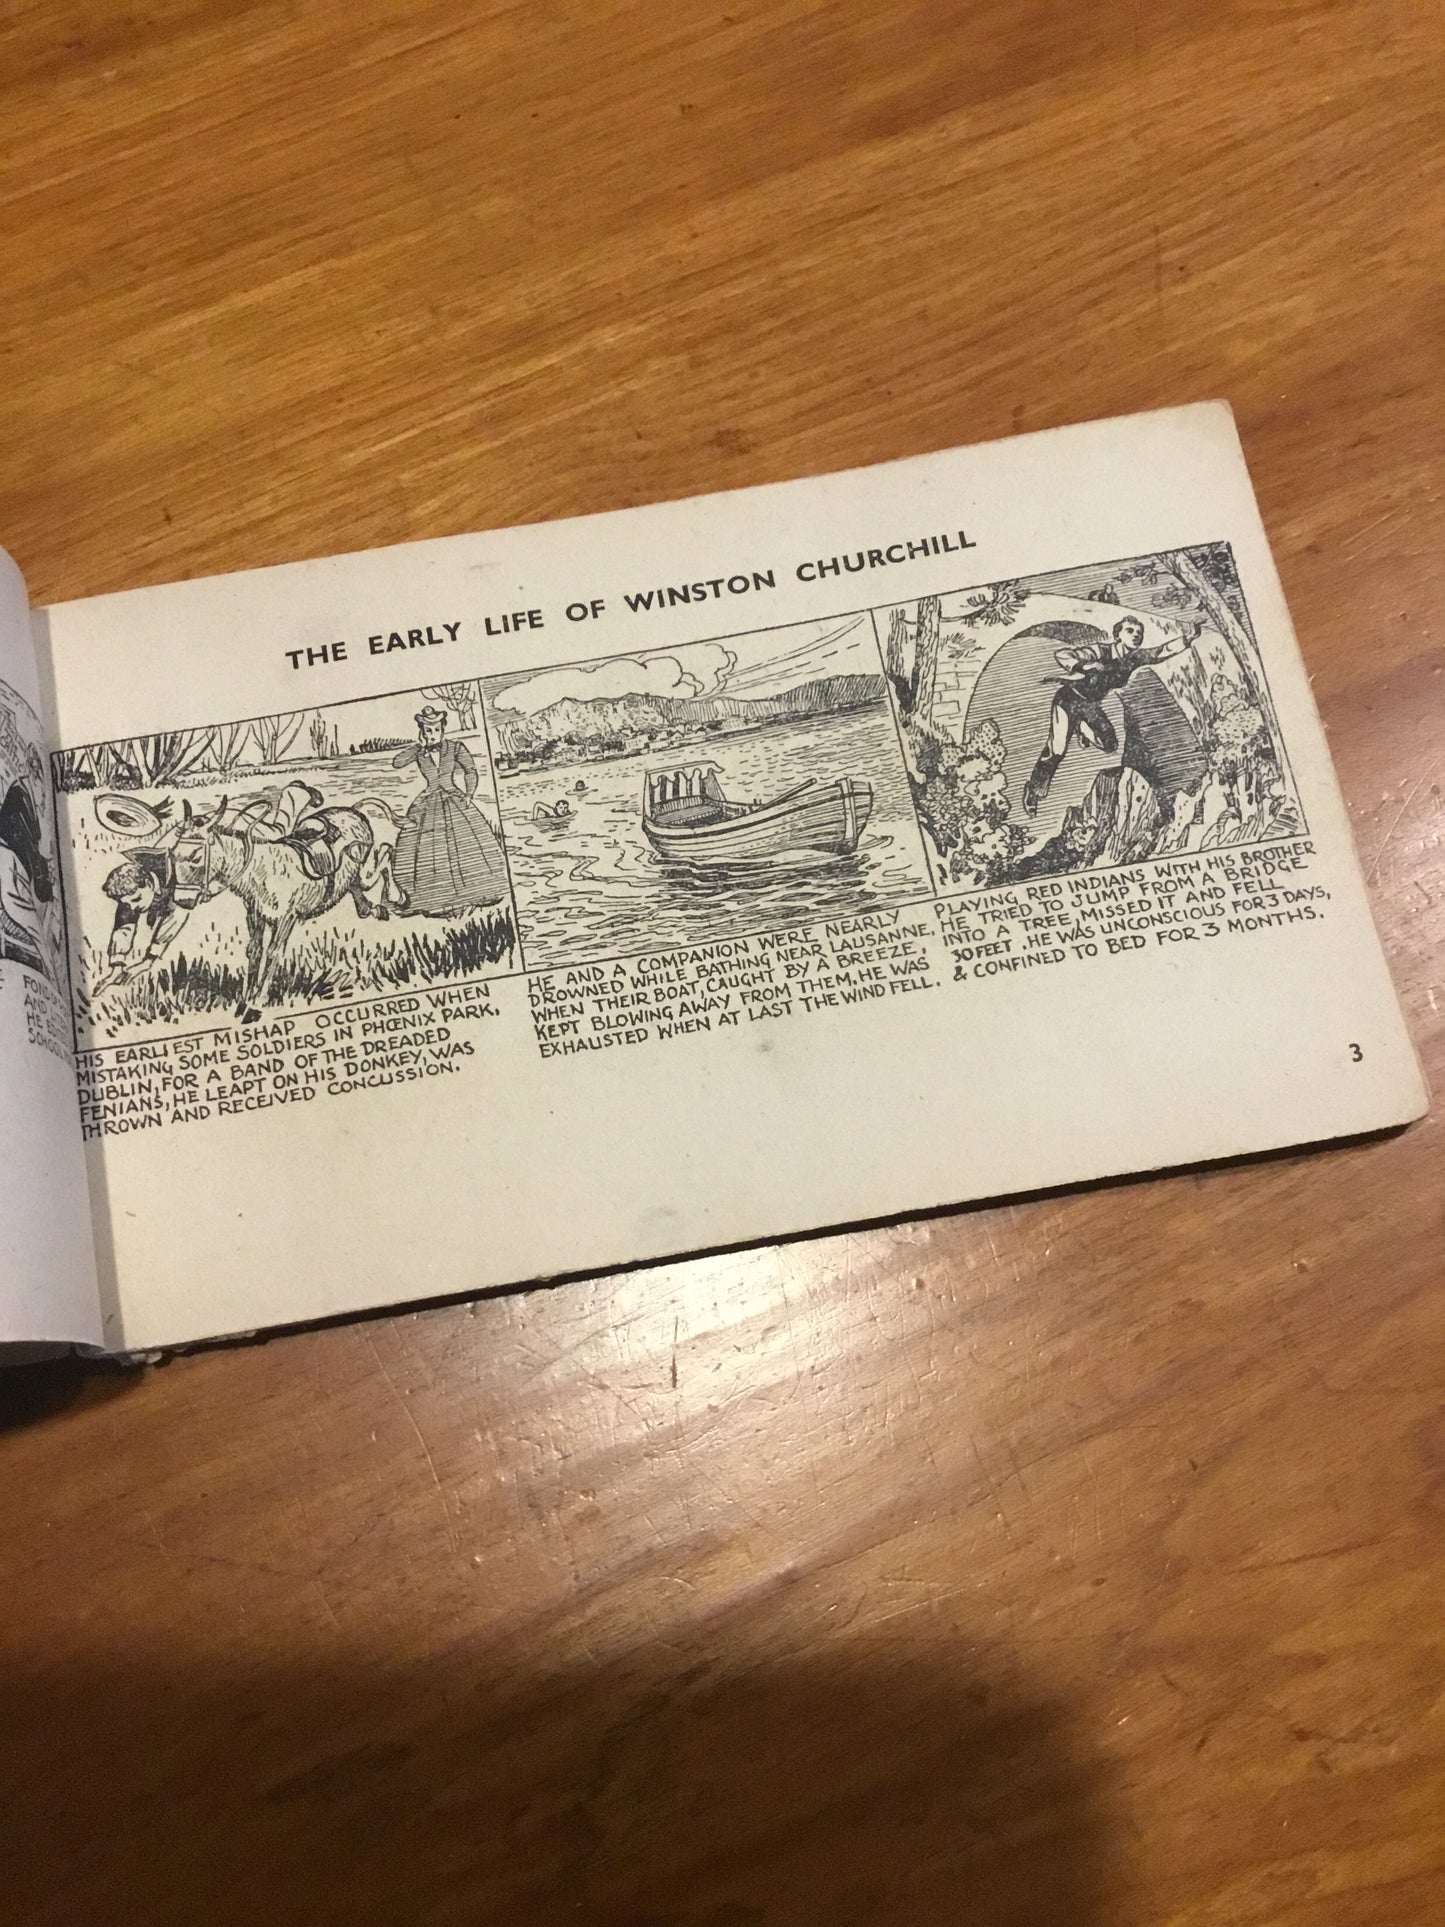 THE EARLY LIFE OF WINSTON CHURCHILL
HIS EARLIEST MISHAP OCCURRED WHEN
MISTAKING SOME SOLDIERS IN PHŒNIX PARK,
DUBLIN, FOR A BAND OF THE DREADED
FENIANS, HE LEAPT ON HIS DONKEY, WAS
THROWN AND RECEIVED CONCUSSION.
HE AND A COMPANION WERE NEARLY
DROWNED WHILE BATHING NEAR LAUSANNE,
WHEN THEIR BOAT, CAUGHT BY A BREEZE,
KEPT BLOWING AWAY FROM THEM, HE WAS
EXHAUSTED WHEN AT LAST THE WIND FELL.
PLAYING RED INDIANS WITH HIS BROTHER
HE TRIED TO JUMP FROM A BRIDGE
INTO A TREE, MISSED IT AND FELL
30 FEET. HE WAS UNCONSCIOUS FOR 3 DAYS,
& CONFINED TO BED FOR 3 MONTHS.
3